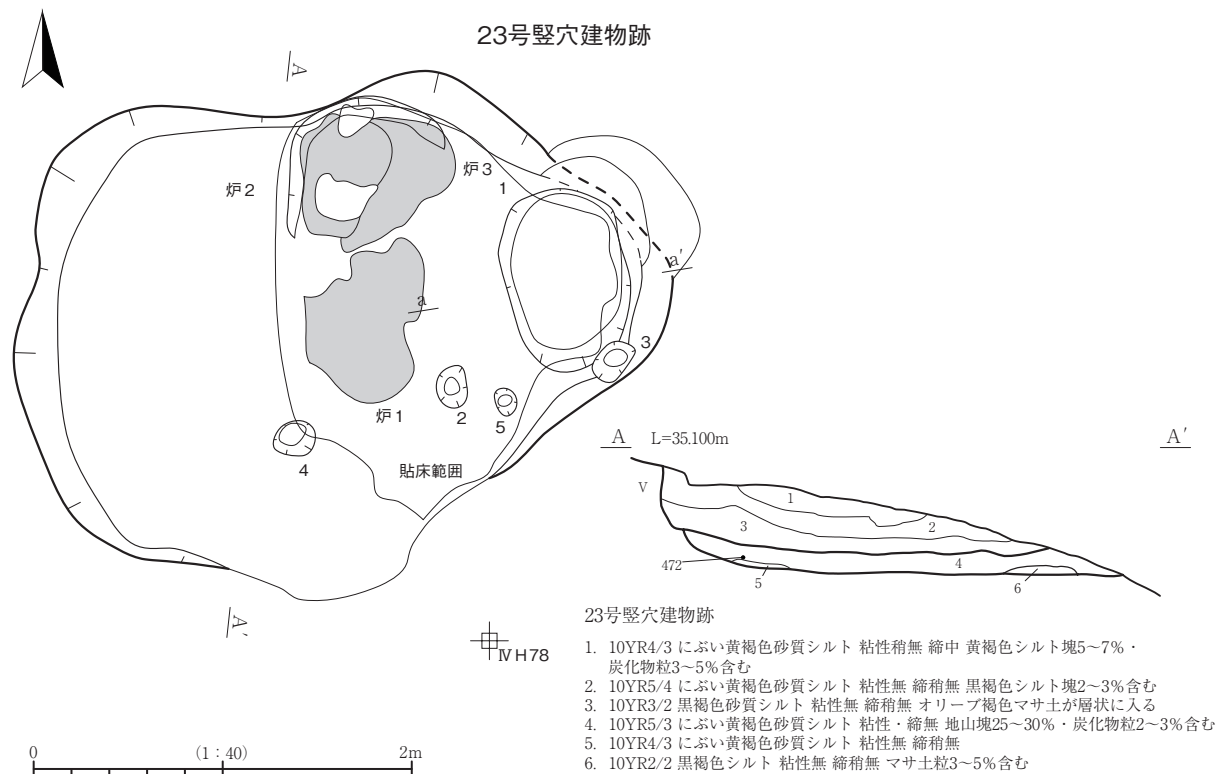 23号竪穴建物跡
A
炉2
炉3
1
a
a′
3
炉1
2
5
4
貼床範囲
A′
ⅣH78
A L=35.100m A′
V
1
2
3
4
472
5
6
23号竪穴建物跡
1. 10YR4/3 にぶい黄褐色砂質シルト 粘性稍無 締中 黄褐色シルト塊5〜7%・
炭化物粒3〜5%含む
2. 10YR5/4 にぶい黄褐色砂質シルト 粘性無 締稍無 黒褐色シルト塊2〜3%含む
3. 10YR3/2 黒褐色砂質シルト 粘性無 締稍無 オリーブ褐色マサ土が層状に入る
4. 10YR5/3 にぶい黄褐色砂質シルト 粘性・締無 地山塊25〜30%・炭化物粒2〜3%含む
5. 10YR4/3 にぶい黄褐色砂質シルト 粘性無 締稍無
6. 10YR2/2 黒褐色シルト 粘性無 締稍無 マサ土粒3〜5%含む
0 (1:40) 2m